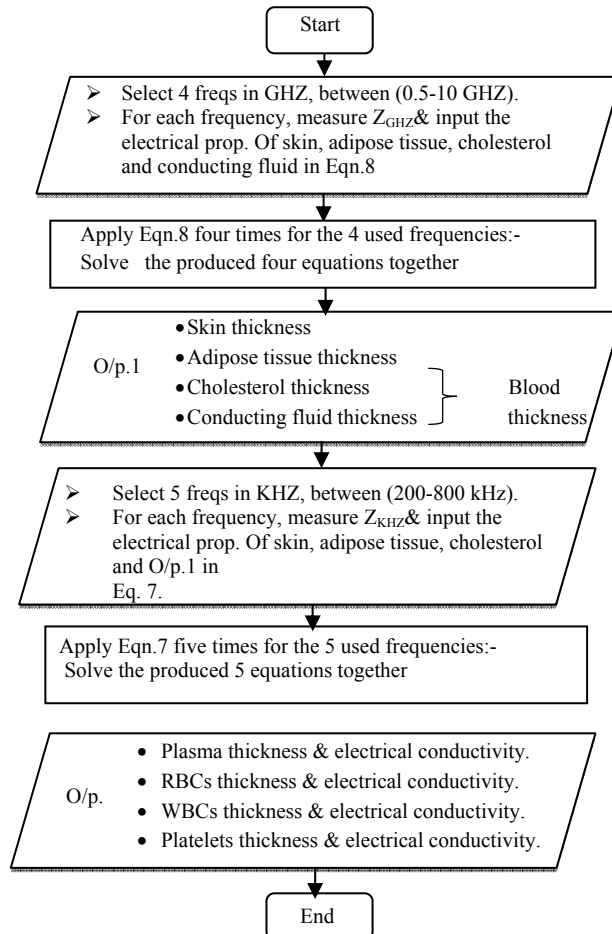 Start
➢ Select 4 freqs in GHZ, between (0.5-10 GHZ).
➢ For each frequency, measure Z_GHZ& input the
electrical prop. Of skin, adipose tissue, cholesterol
and conducting fluid in Eqn.8
Apply Eqn.8 four times for the 4 used frequencies:-
Solve the produced four equations together
O/p.1
•Skin thickness
•Adipose tissue thickness
•Cholesterol thickness
•Conducting fluid thickness
Blood
thickness
➢ Select 5 freqs in KHZ, between (200-800 kHz).
➢ For each frequency, measure Z_KHZ& input the
electrical prop. Of skin, adipose tissue, cholesterol
and O/p.1 in
Eq. 7.
Apply Eqn.7 five times for the 5 used frequencies:-
Solve the produced 5 equations together
O/p.
• Plasma thickness & electrical conductivity.
• RBCs thickness & electrical conductivity.
• WBCs thickness & electrical conductivity.
• Platelets thickness & electrical conductivity.
End